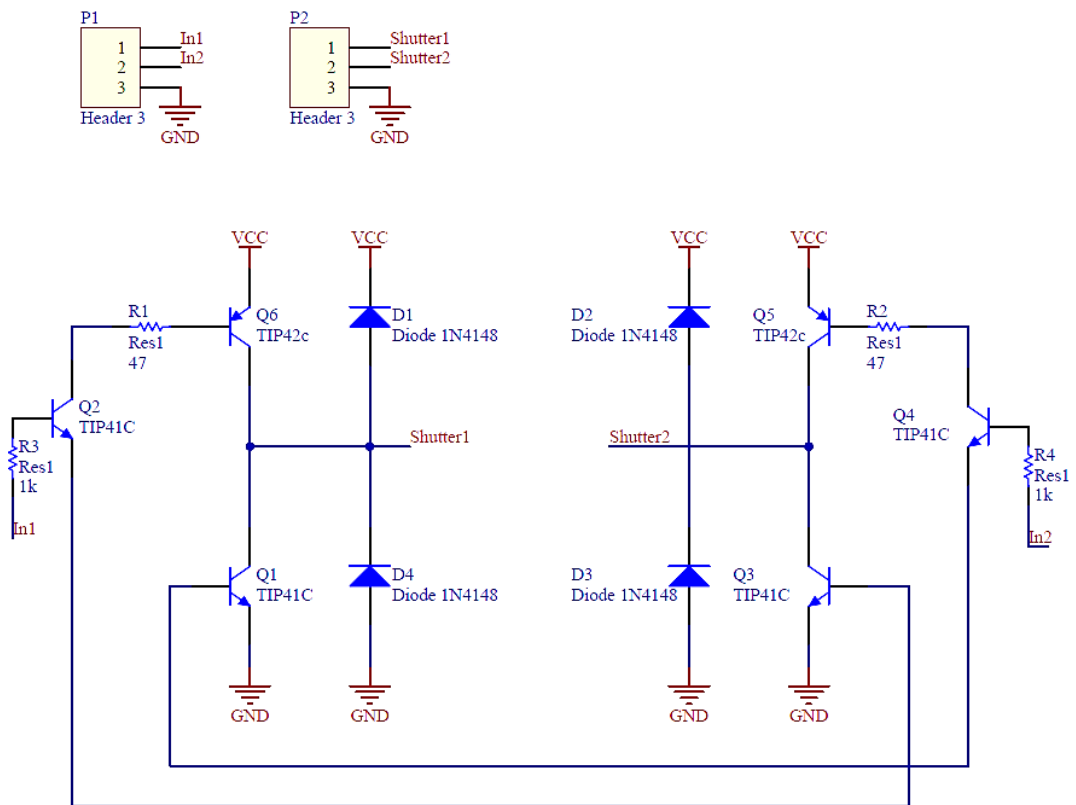 P1
1 In1
2 In2
3
Header 3
GND
P2
1 Shutter1
2 Shutter2
3
Header 3
GND
VCC
VCC
VCC
VCC
R1
Res1
47
Q6
TIP42c
D1
Diode 1N4148
D2
Diode 1N4148
Q5
TIP42c
R2
Res1
47
Q2
TIP41C
R3
Res1
1k
In1
Shutter1
Shutter2
Q4
TIP41C
R4
Res1
1k
In2
Q1
TIP41C
D4
Diode 1N4148
D3
Diode 1N4148
Q3
TIP41C
GND
GND
GND
GND